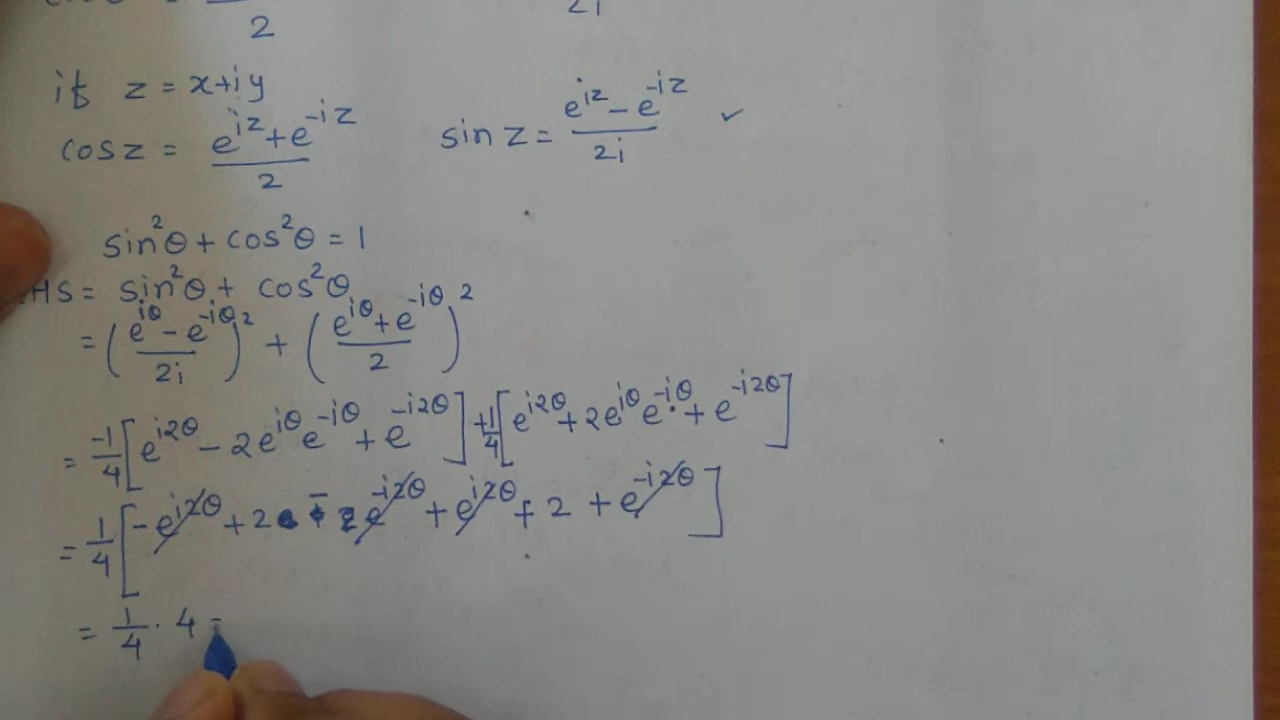 2 2i
if z = x+iy
cosz = e^{iz}+e^{-iz} / 2 sin z = e^{iz} - e^{-iz} / 2i ✓
sin²θ + cos²θ = 1
HS = sin²θ + cos²θ
= (e^{iθ} - e^{-iθ} / 2i)² + (e^{iθ} + e^{-iθ} / 2)²
= -1/4 [e^{i2θ} - 2e^{iθ} e^{-iθ} + e^{-i2θ}] + 1/4 [e^{i2θ} + 2e^{iθ} e^{-iθ} + e^{-i2θ}]
= 1/4 [-e^{i2θ} + 2 - e^{-i2θ} + e^{i2θ} + 2 + e^{-i2θ}]
= 1/4 · 4 =